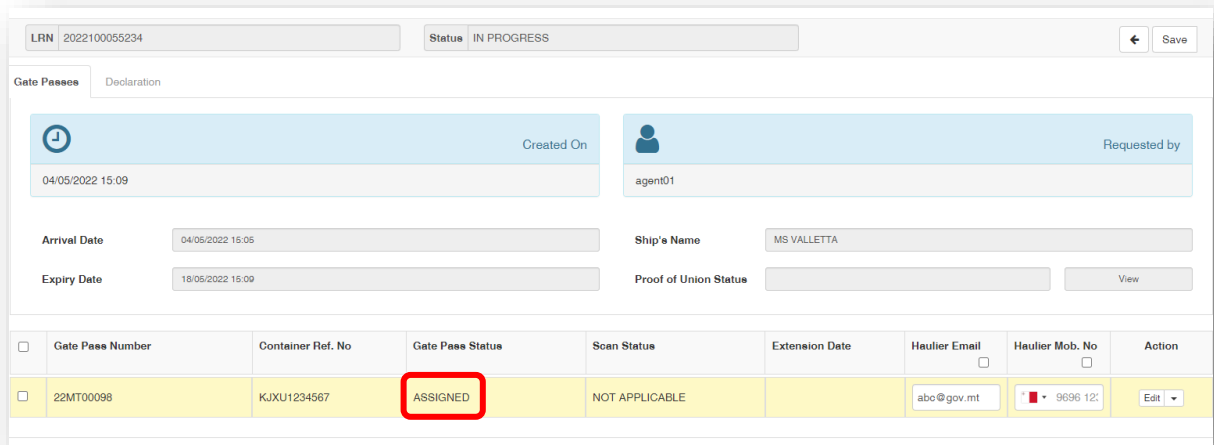 LRN 2022100055234 Status IN PROGRESS Save
Gate Passes Declaration
Created On Requested by
04/05/2022 15:09 agent01
Arrival Date 04/05/2022 15:05 Ship's Name MS VALLETTA
Expiry Date 18/05/2022 15:09 Proof of Union Status View
Gate Pass Number Container Ref. No Gate Pass Status Scan Status Extension Date Haulier Email Haulier Mob. No Action
22MT00098 KJXU1234567 ASSIGNED NOT APPLICABLE abc@gov.mt 9696 Edit